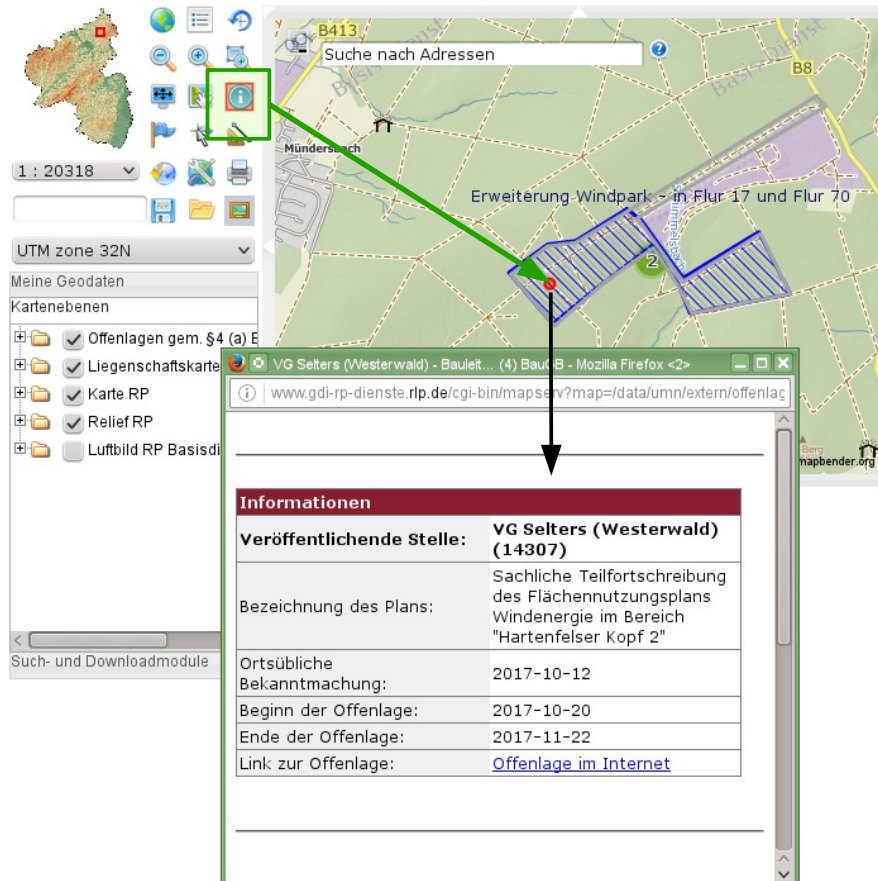 B413
Suche nach Adressen
Basis Dienst
B8
Mündersbach
1 : 20318
Erweiterung Windpark - in Flur 17 und Flur 70
UTM zone 32N
2
Meine Geodaten
Kartenebenen
Offenlagen gem. §4 (a) B
Liegenschaftskarte
Karte RP
Relief RP
Luftbild RP Basisdi
Such- und Downloadmodule
mapbender.org
VG Selters (Westerwald) - Bauleit... (4) BauGB - Mozilla Firefox <2>
www.gdi-rp-dienste.rlp.de/cgi-bin/mapserv?map=/data/umn/extern/offenlag
Informationen
Veröffentlichende Stelle:
VG Selters (Westerwald)
(14307)
Bezeichnung des Plans:
Sachliche Teilfortschreibung
des Flächennutzungsplans
Windenergie im Bereich
"Hartenfelser Kopf 2"
Ortsübliche
Bekanntmachung:
2017-10-12
Beginn der Offenlage:
2017-10-20
Ende der Offenlage:
2017-11-22
Link zur Offenlage:
Offenlage im Internet